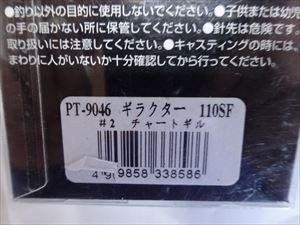 ●釣り以外の目的に使用しないでください。●子供または幼児
の手の届かない所に保管してください。●針先は危険です。
取り扱いには注意してください。●キャスティングの時には、
まわりに人がいないか十分確認してから行ってください。
PT-9046 ギラクター 110SF
#2 チャートギル
4 969858 338586